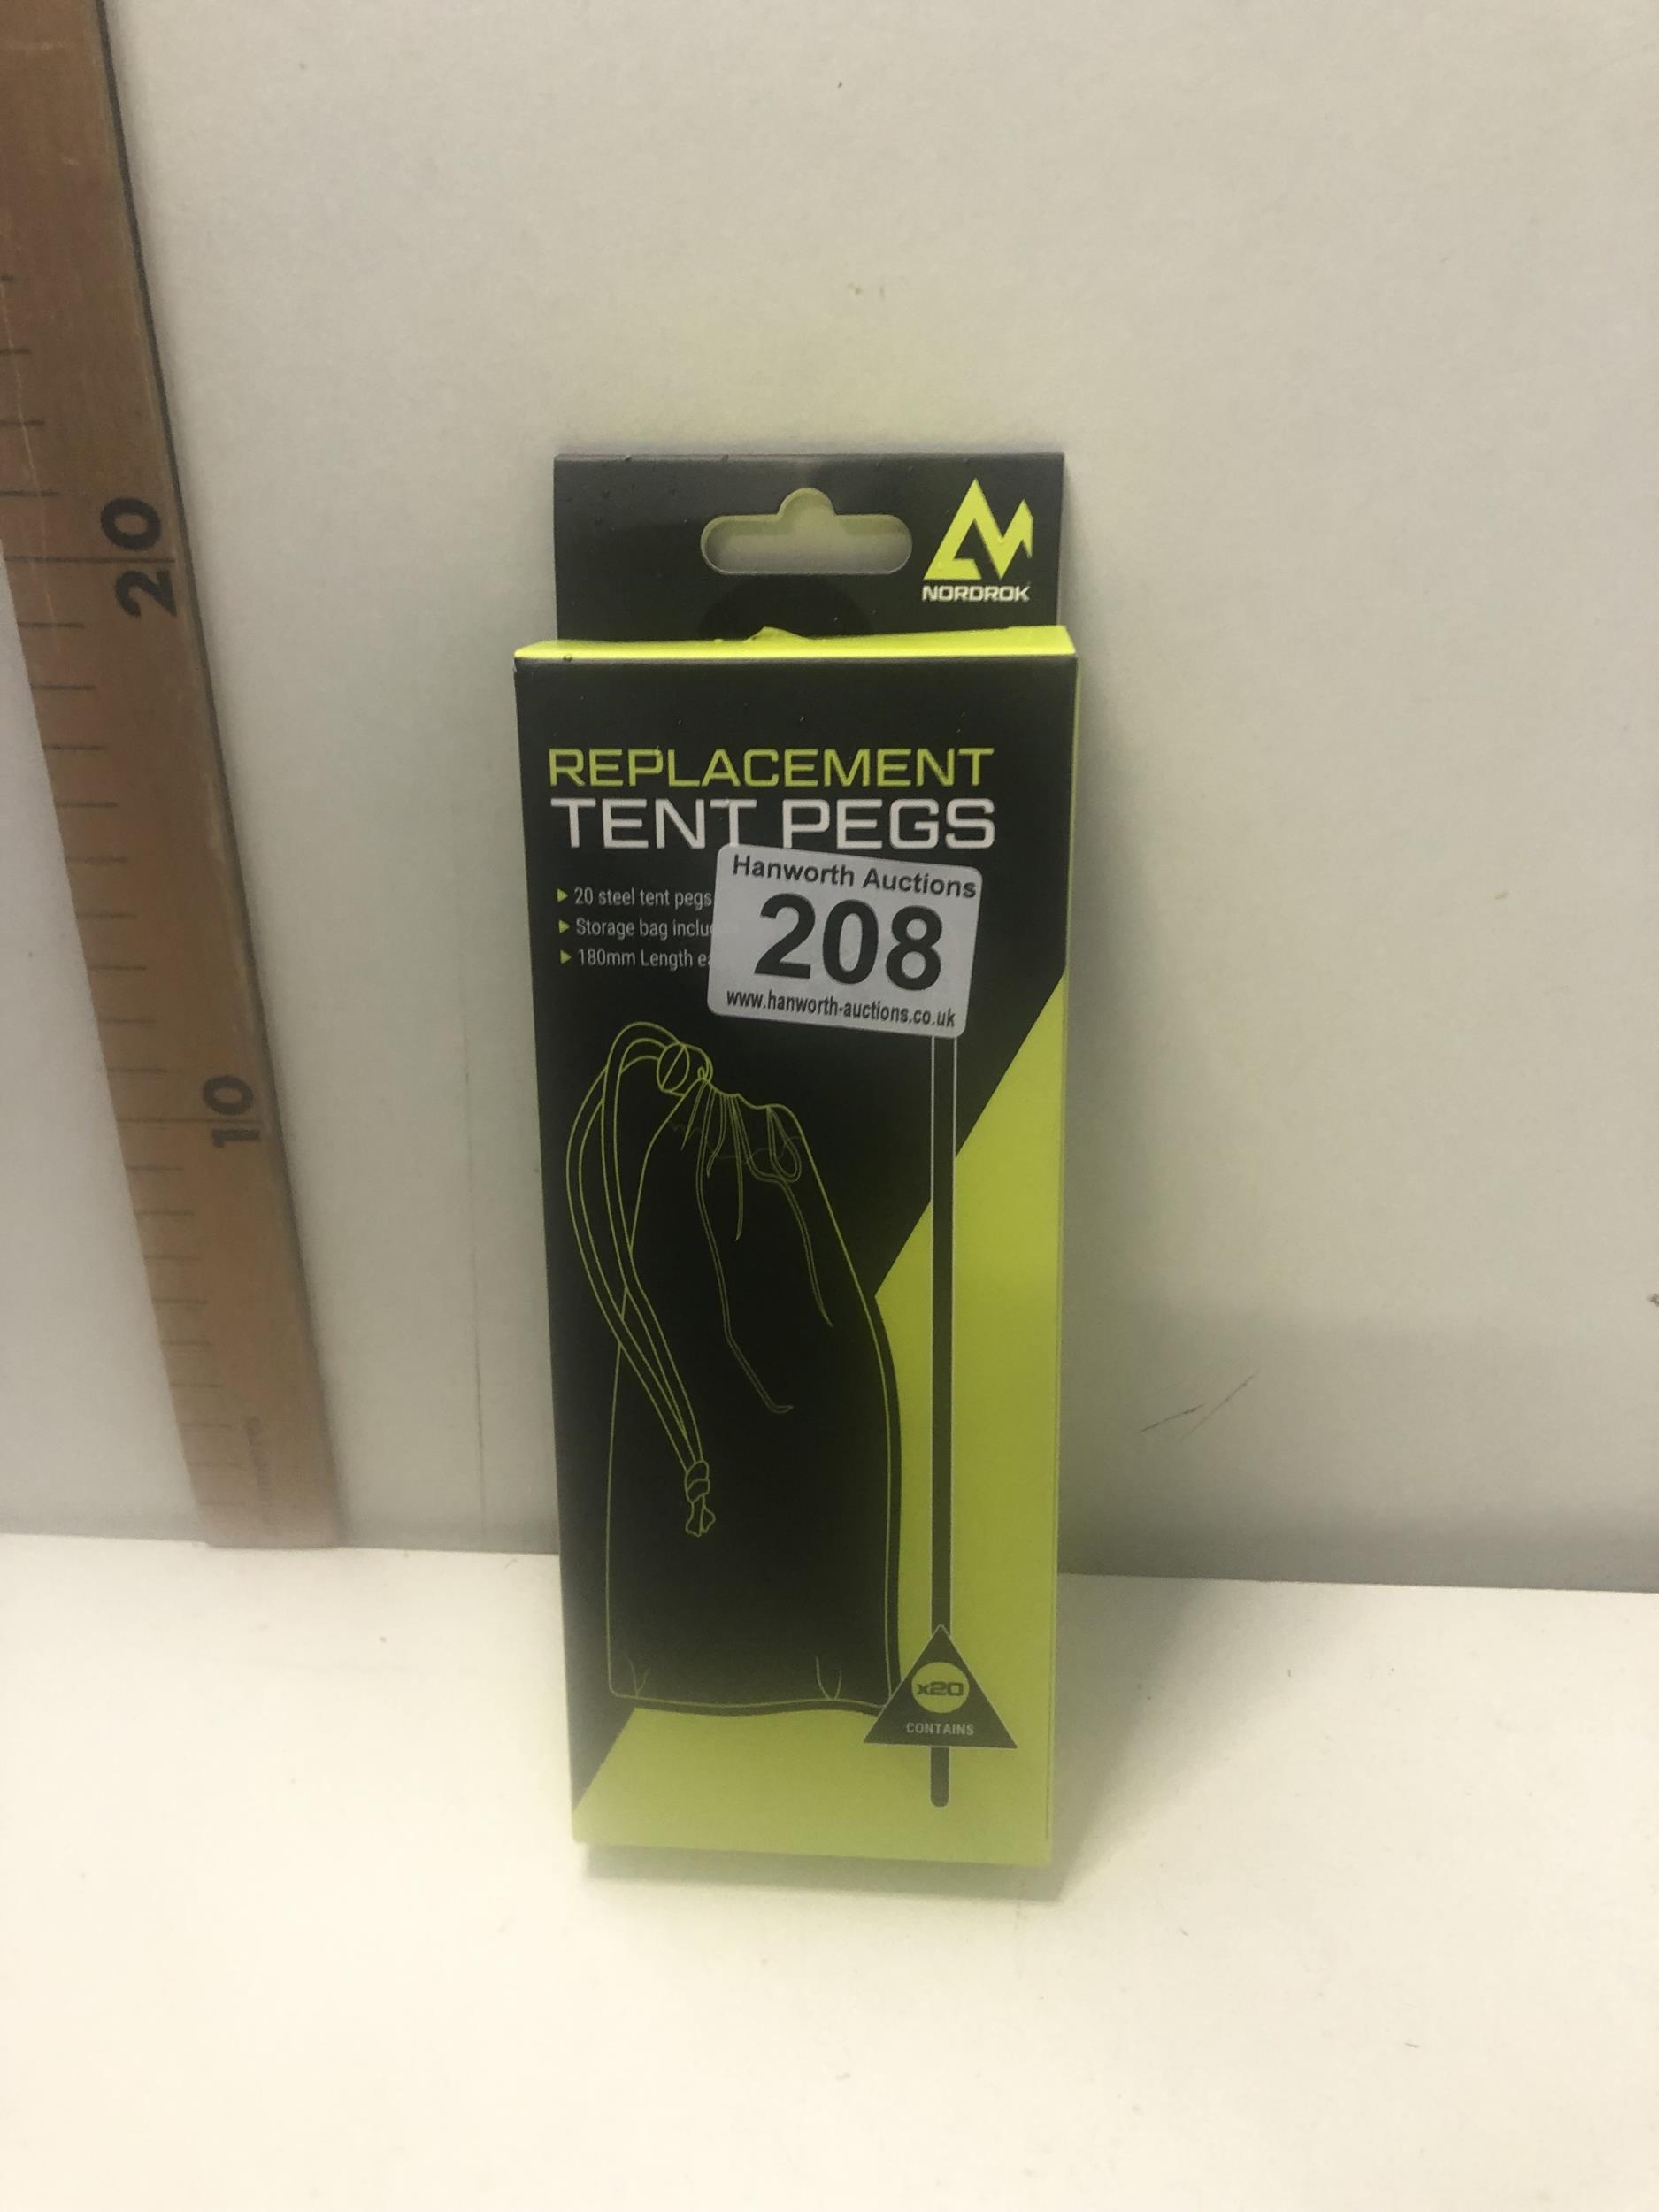 NORDROK
REPLACEMENT
TENT PEGS
20 steel tent pegs
Storage bag
180mm Length
Hanworth Auctions
208
www.hanworth-auctions.co.uk
x20
CONTAINS
20
10